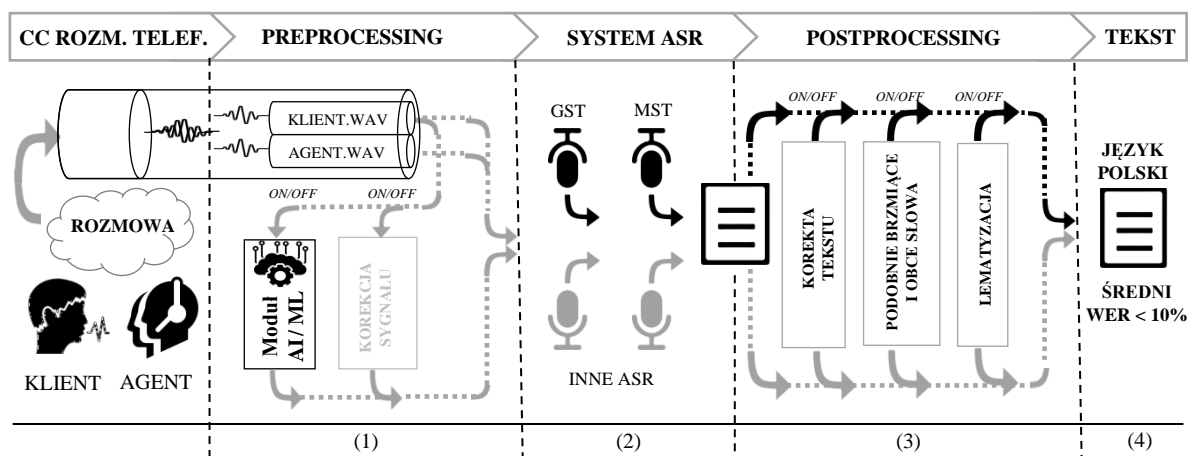 CC ROZM. TELEF.
PREPROCESSING
SYSTEM ASR
POSTPROCESSING
TEKST
KLIENT.WAV
AGENT.WAV
ON/OFF
ON/OFF
ROZMOWA
KLIENT
AGENT
Moduł
AI / ML
KOREKCJA
SYGNALU
GST
MST
INNE ASR
ON/OFF
ON/OFF
ON/OFF
KOREKTA
TEKSTU
PODOBNIE BRZMIĄCE
I OBCE SŁOWA
LEMATYZACJA
JĘZYK
POLSKI
ŚREDNI
WER < 10%
(1)
(2)
(3)
(4)